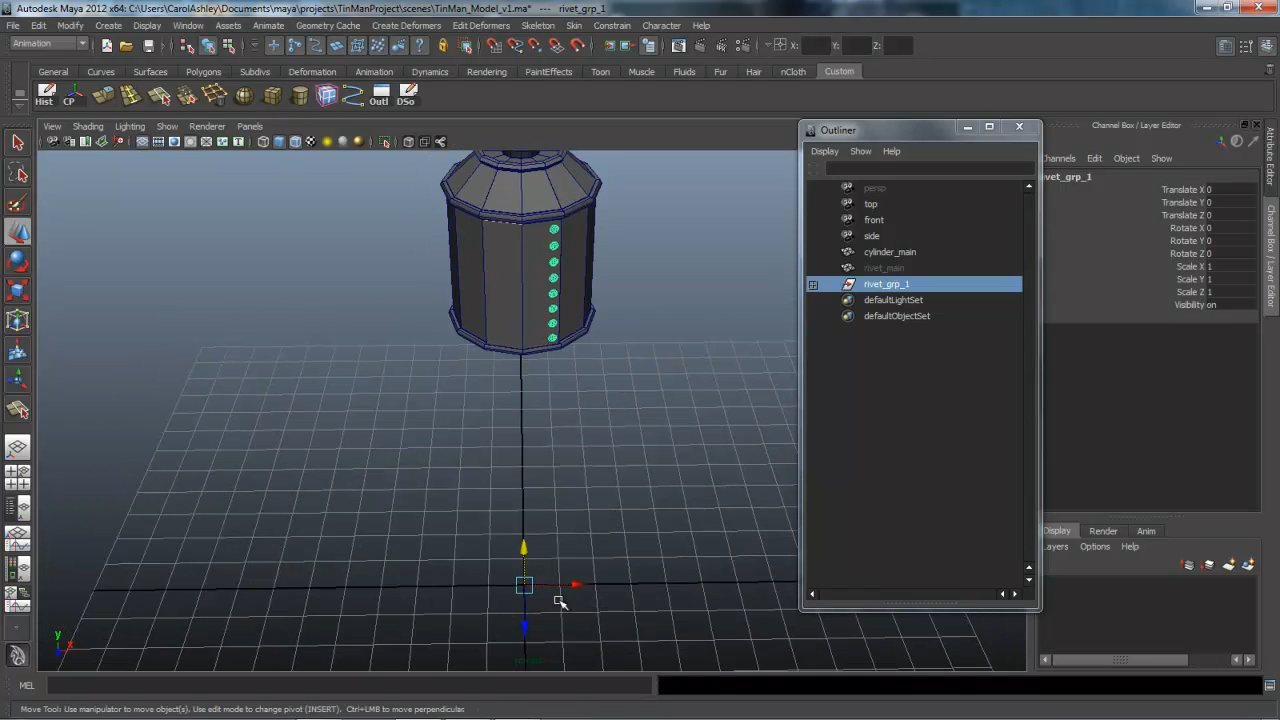 Autodesk Maya 2012 x64: C:\Users\CarolAshley\Documents\maya\projects\TinManProject\scenes\TinMan_Model_v1.ma* --- rivet_grp_1
File Edit Modify Create Display Window Assets Animate Geometry Cache Create Deformers Edit Deformers Skeleton Skin Constrain Character Help
Animation X: Y: Z:
General Curves Surfaces Polygons Subdivs Deformation Animation Dynamics Rendering PaintEffects Toon Muscle Fluids Fur Hair nCloth Custom
Hist CP Outl DSo
View Shading Lighting Show Renderer Panels
Outliner
Display Show Help
persp
top
front
side
cylinder_main
rivet_main
rivet_grp_1
defaultLightSet
defaultObjectSet
Channel Box / Layer Editor
Channels Edit Object Show
rivet_grp_1
Translate X 0
Translate Y 0
Translate Z 0
Rotate X 0
Rotate Y 0
Rotate Z 0
Scale X 1
Scale Y 1
Scale Z 1
Visibility on
Attribute Editor
Channel Box / Layer Editor
Display Render Anim
Layers Options Help
y
x
MEL
Move Tool: Use manipulator to move object(s). Use edit mode to change pivot (INSERT). Ctrl+LMB to move perpendicular